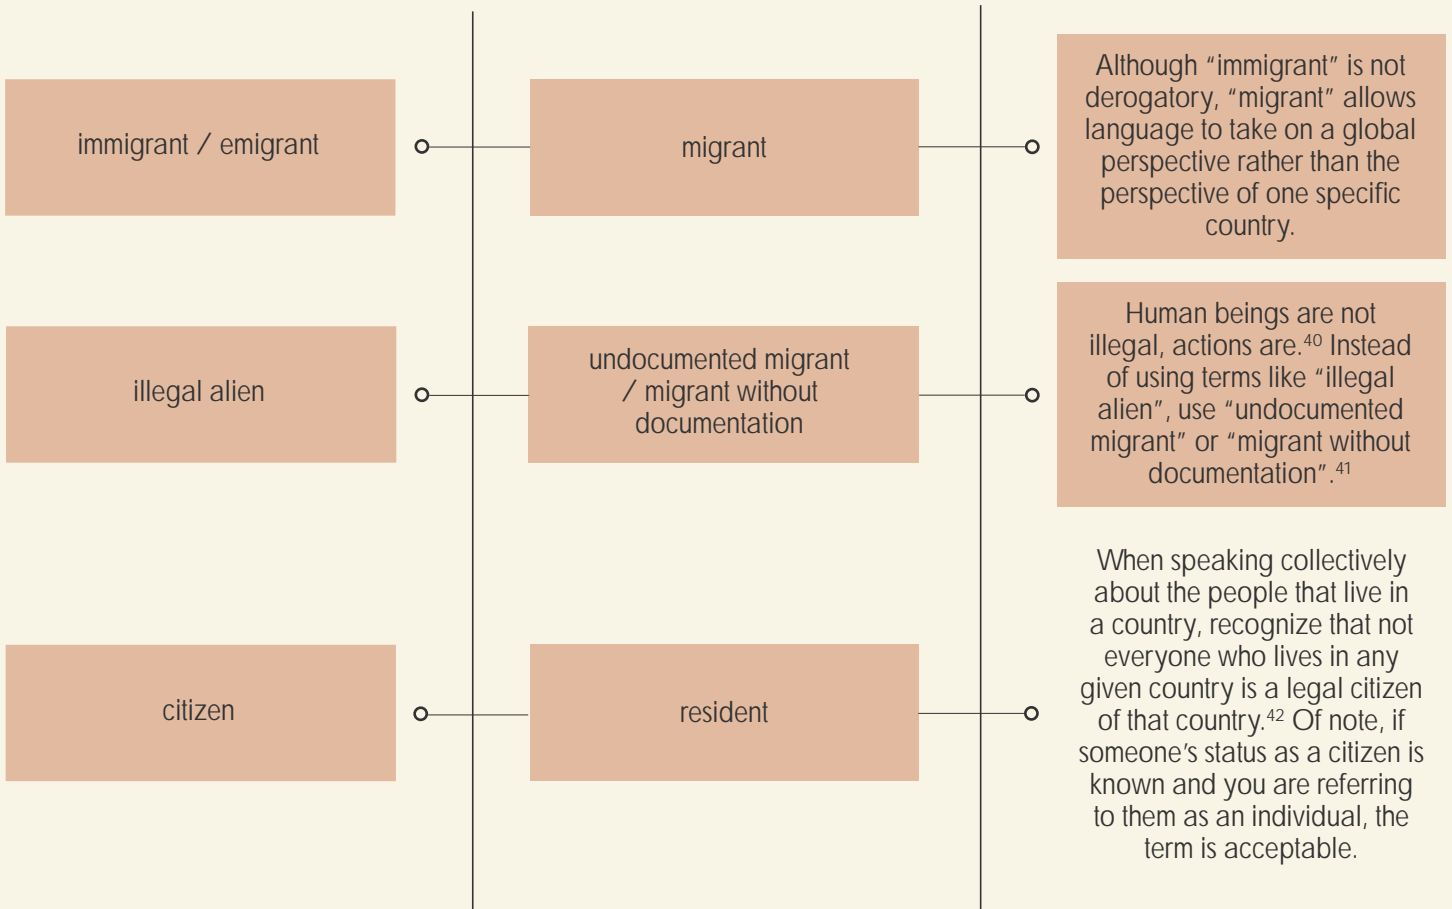 immigrant / emigrant
migrant
Although “immigrant” is not
derogatory, “migrant” allows
language to take on a global
perspective rather than the
perspective of one specific
country.
illegal alien
undocumented migrant
/ migrant without
documentation
Human beings are not
illegal, actions are.⁴⁰ Instead
of using terms like “illegal
alien”, use “undocumented
migrant” or “migrant without
documentation”.⁴¹
citizen
resident
When speaking collectively
about the people that live in
a country, recognize that not
everyone who lives in any
given country is a legal citizen
of that country.⁴² Of note, if
someone’s status as a citizen is
known and you are referring
to them as an individual, the
term is acceptable.